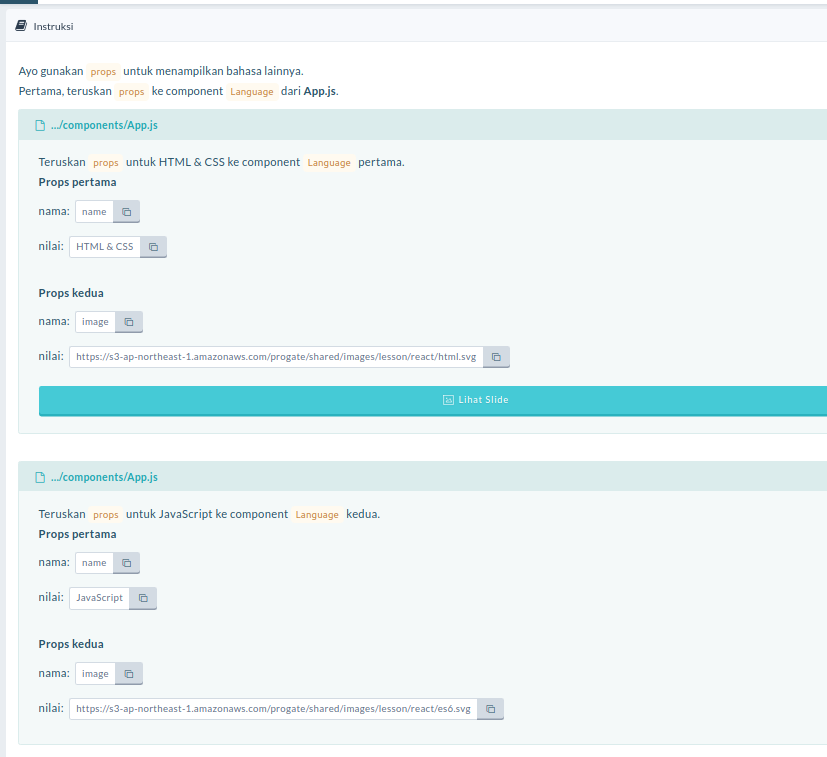 Instruksi
Ayo gunakan props untuk menampilkan bahasa lainnya.
Pertama, teruskan props ke component Language dari App.js.
.../components/App.js
Teruskan props untuk HTML & CSS ke component Language pertama.
Props pertama
nama: name
nilai: HTML & CSS
Props kedua
nama: image
nilai: https://s3-ap-northeast-1.amazonaws.com/progate/shared/images/lesson/react/html.svg
Lihat Slide
.../components/App.js
Teruskan props untuk JavaScript ke component Language kedua.
Props pertama
nama: name
nilai: JavaScript
Props kedua
nama: image
nilai: https://s3-ap-northeast-1.amazonaws.com/progate/shared/images/lesson/react/es6.svg